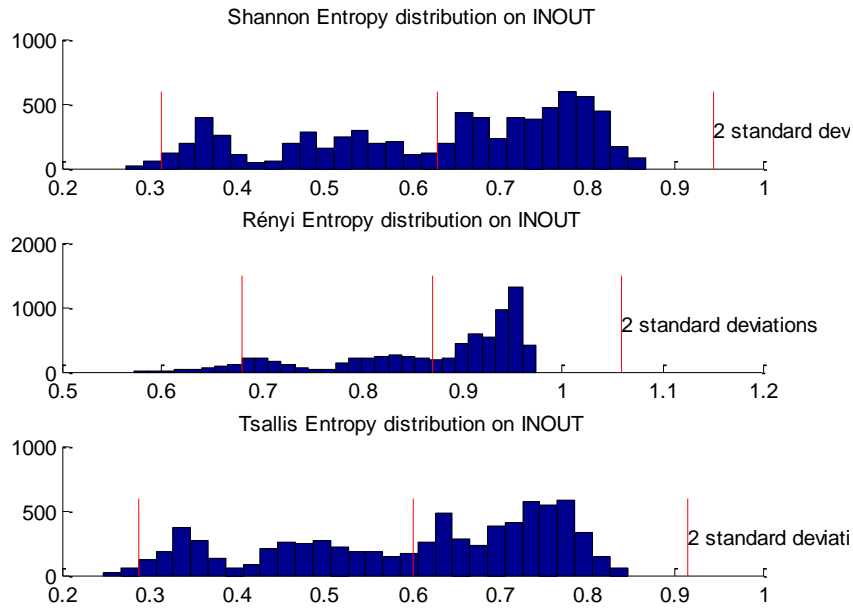 Shannon Entropy distribution on INOUT
1000
500
0
2 standard dev
0.2 0.3 0.4 0.5 0.6 0.7 0.8 0.9 1
Rényi Entropy distribution on INOUT
2000
1000
0
2 standard deviations
0.5 0.6 0.7 0.8 0.9 1 1.1 1.2
Tsallis Entropy distribution on INOUT
1000
500
0
2 standard deviati
0.2 0.3 0.4 0.5 0.6 0.7 0.8 0.9 1